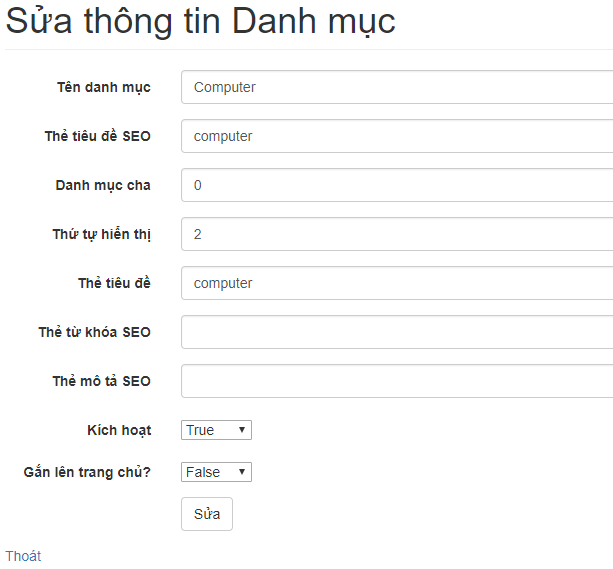 Sửa thông tin Danh mục
Tên danh mục Computer
Thẻ tiêu đề SEO computer
Danh mục cha 0
Thứ tự hiển thị 2
Thẻ tiêu đề computer
Thẻ từ khóa SEO
Thẻ mô tả SEO
Kích hoạt True
Gắn lên trang chủ? False
Sửa
Thoát